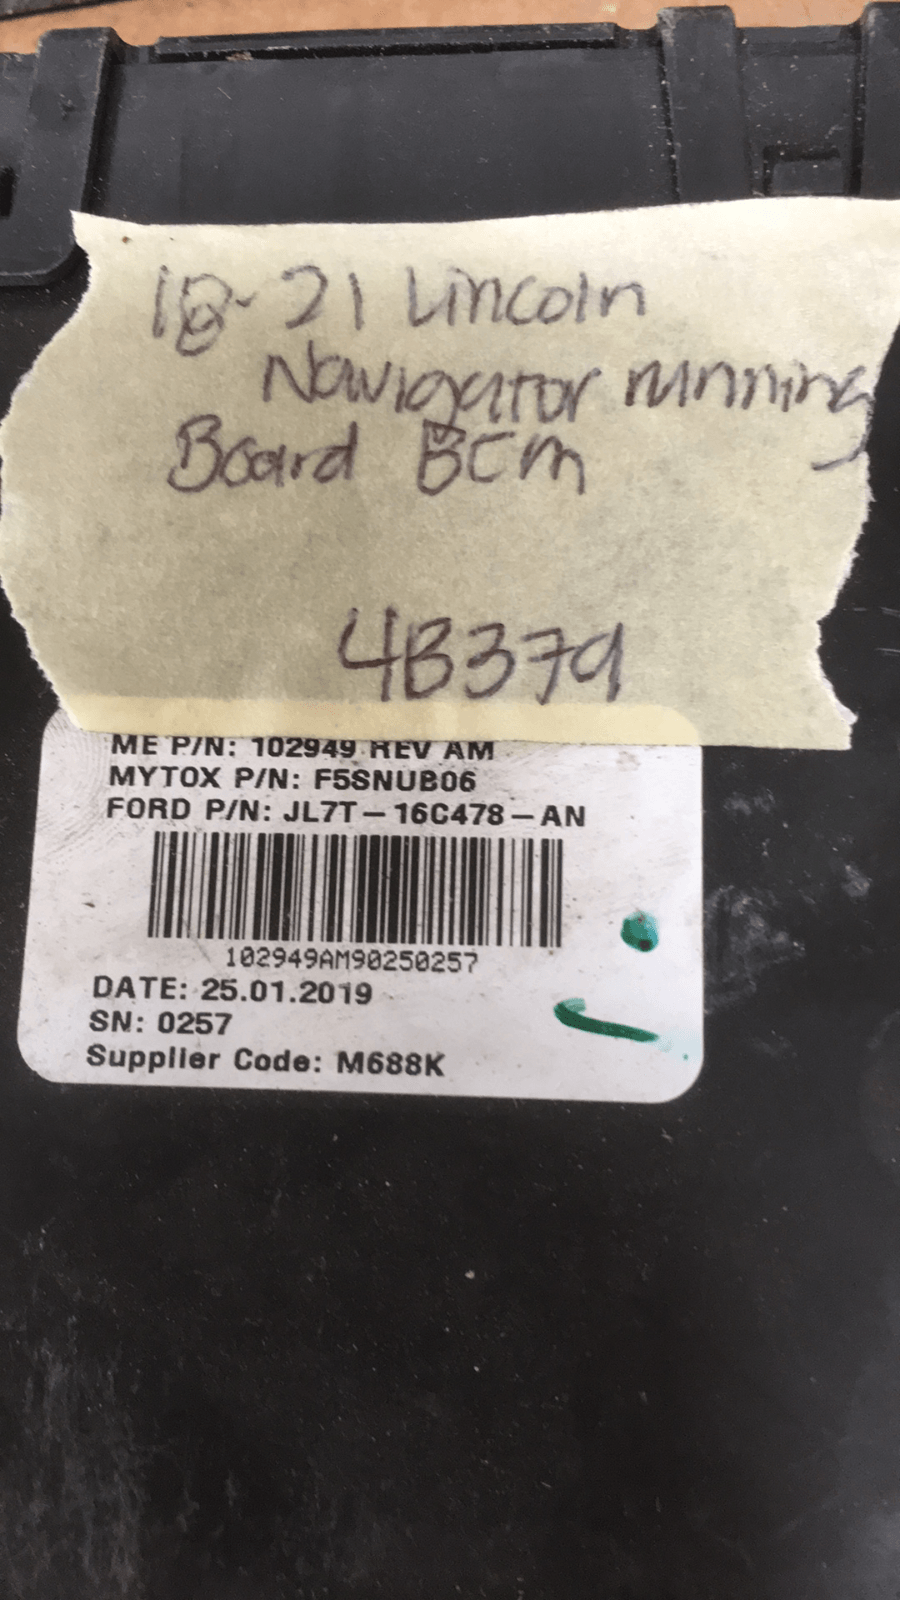 18-21 Lincoln
Navigator running
Board BCM
4B379
ME P/N: 102949 REV AM
MYTOX P/N: F5SNUB06
FORD P/N: JL7T-16C478-AN
102949AM90250257
DATE: 25.01.2019
SN: 0257
Supplier Code: M688K